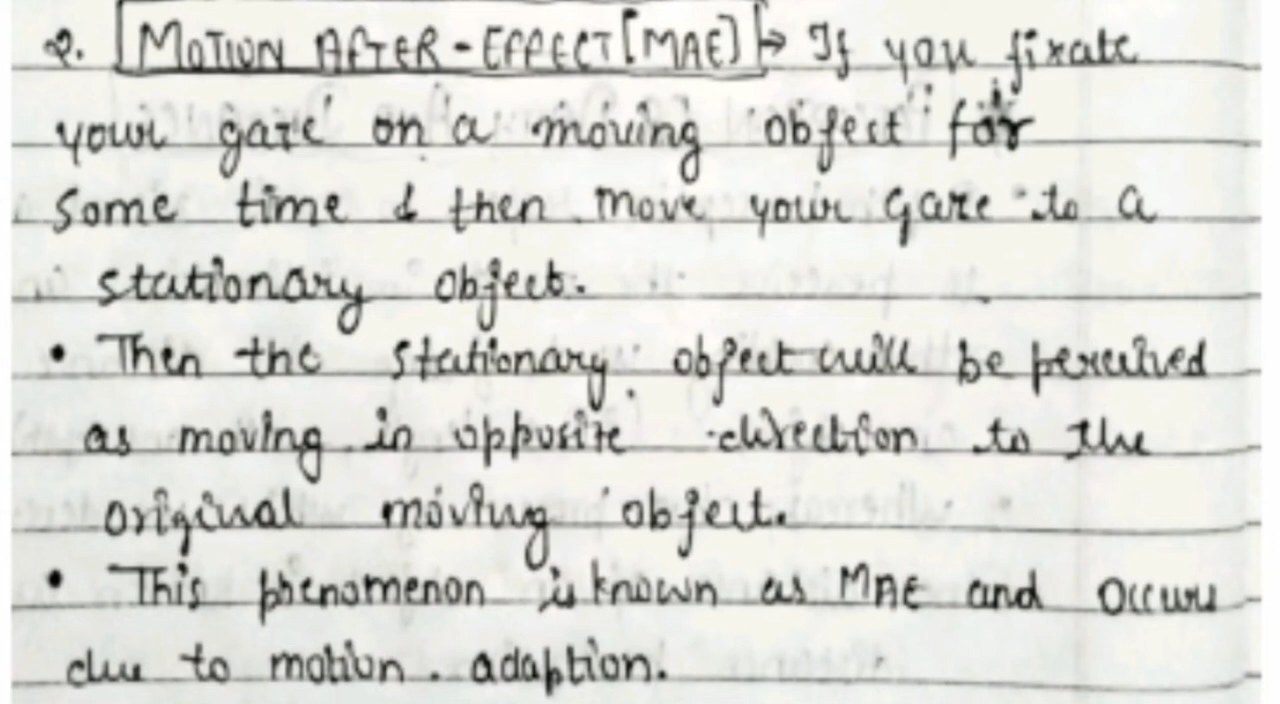 2. MOTION AFTER-EFFECT [MAE] → If you fixate
your gaze on a moving object for
some time & then move your gaze to a
stationary object.
• Then the stationary object will be perceived
as moving in opposite direction to the
original moving object.
• This phenomenon is known as MAE and occurs
due to motion. adaption.